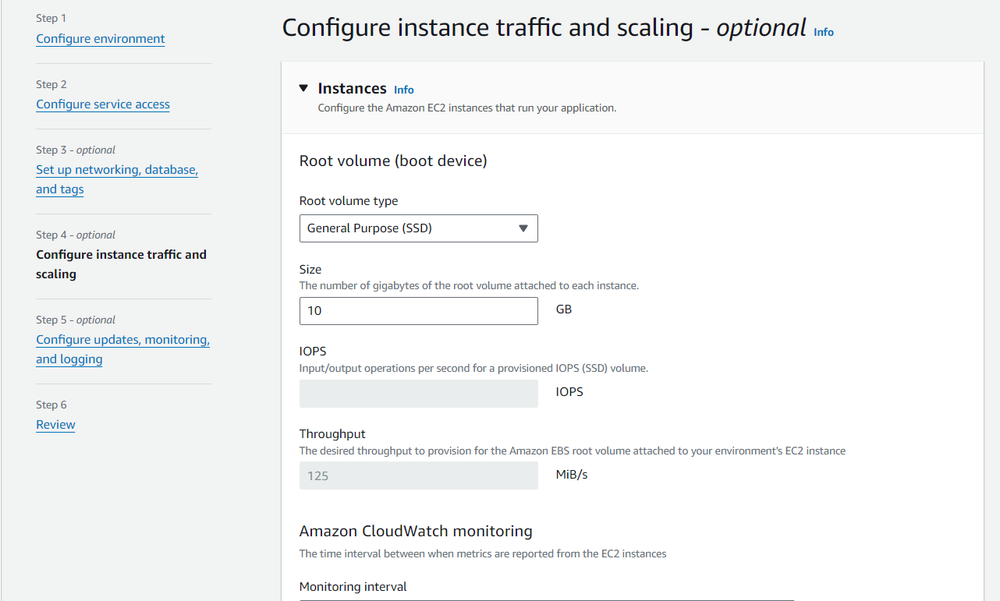 Step 1
Configure environment
Step 2
Configure service access
Step 3 - optional
Set up networking, database,
and tags
Step 4 - optional
Configure instance traffic and
scaling
Step 5 - optional
Configure updates, monitoring,
and logging
Step 6
Review
Configure instance traffic and scaling - optional Info
Instances Info
Configure the Amazon EC2 instances that run your application.
Root volume (boot device)
Root volume type
General Purpose (SSD)
Size
The number of gigabytes of the root volume attached to each instance.
10 GB
IOPS
Input/output operations per second for a provisioned IOPS (SSD) volume.
IOPS
Throughput
The desired throughput to provision for the Amazon EBS root volume attached to your environment's EC2 instance
125 MiB/s
Amazon CloudWatch monitoring
The time interval between when metrics are reported from the EC2 instances
Monitoring interval